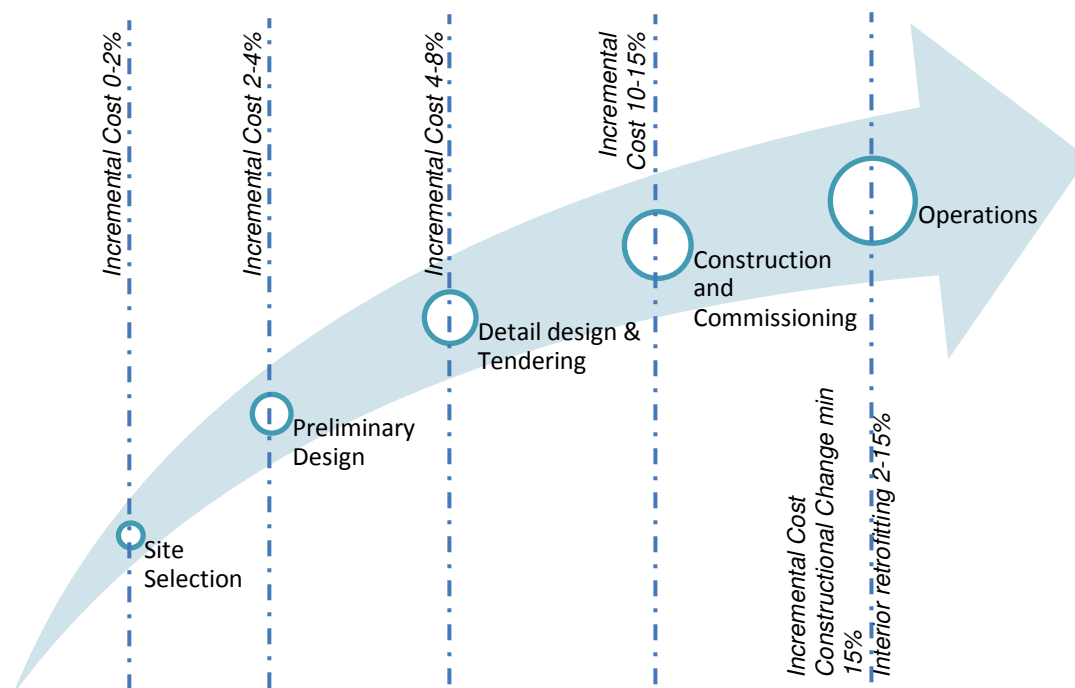 Incremental Cost 0-2%
Incremental Cost 2-4%
Incremental Cost 4-8%
Incremental
Cost 10-15%
Operations
Construction
and
Commissioning
Detail design &
Tendering
Preliminary
Design
Site
Selection
Incremental Cost
Constructional Change min
15%
Interior retrofitting 2-15%